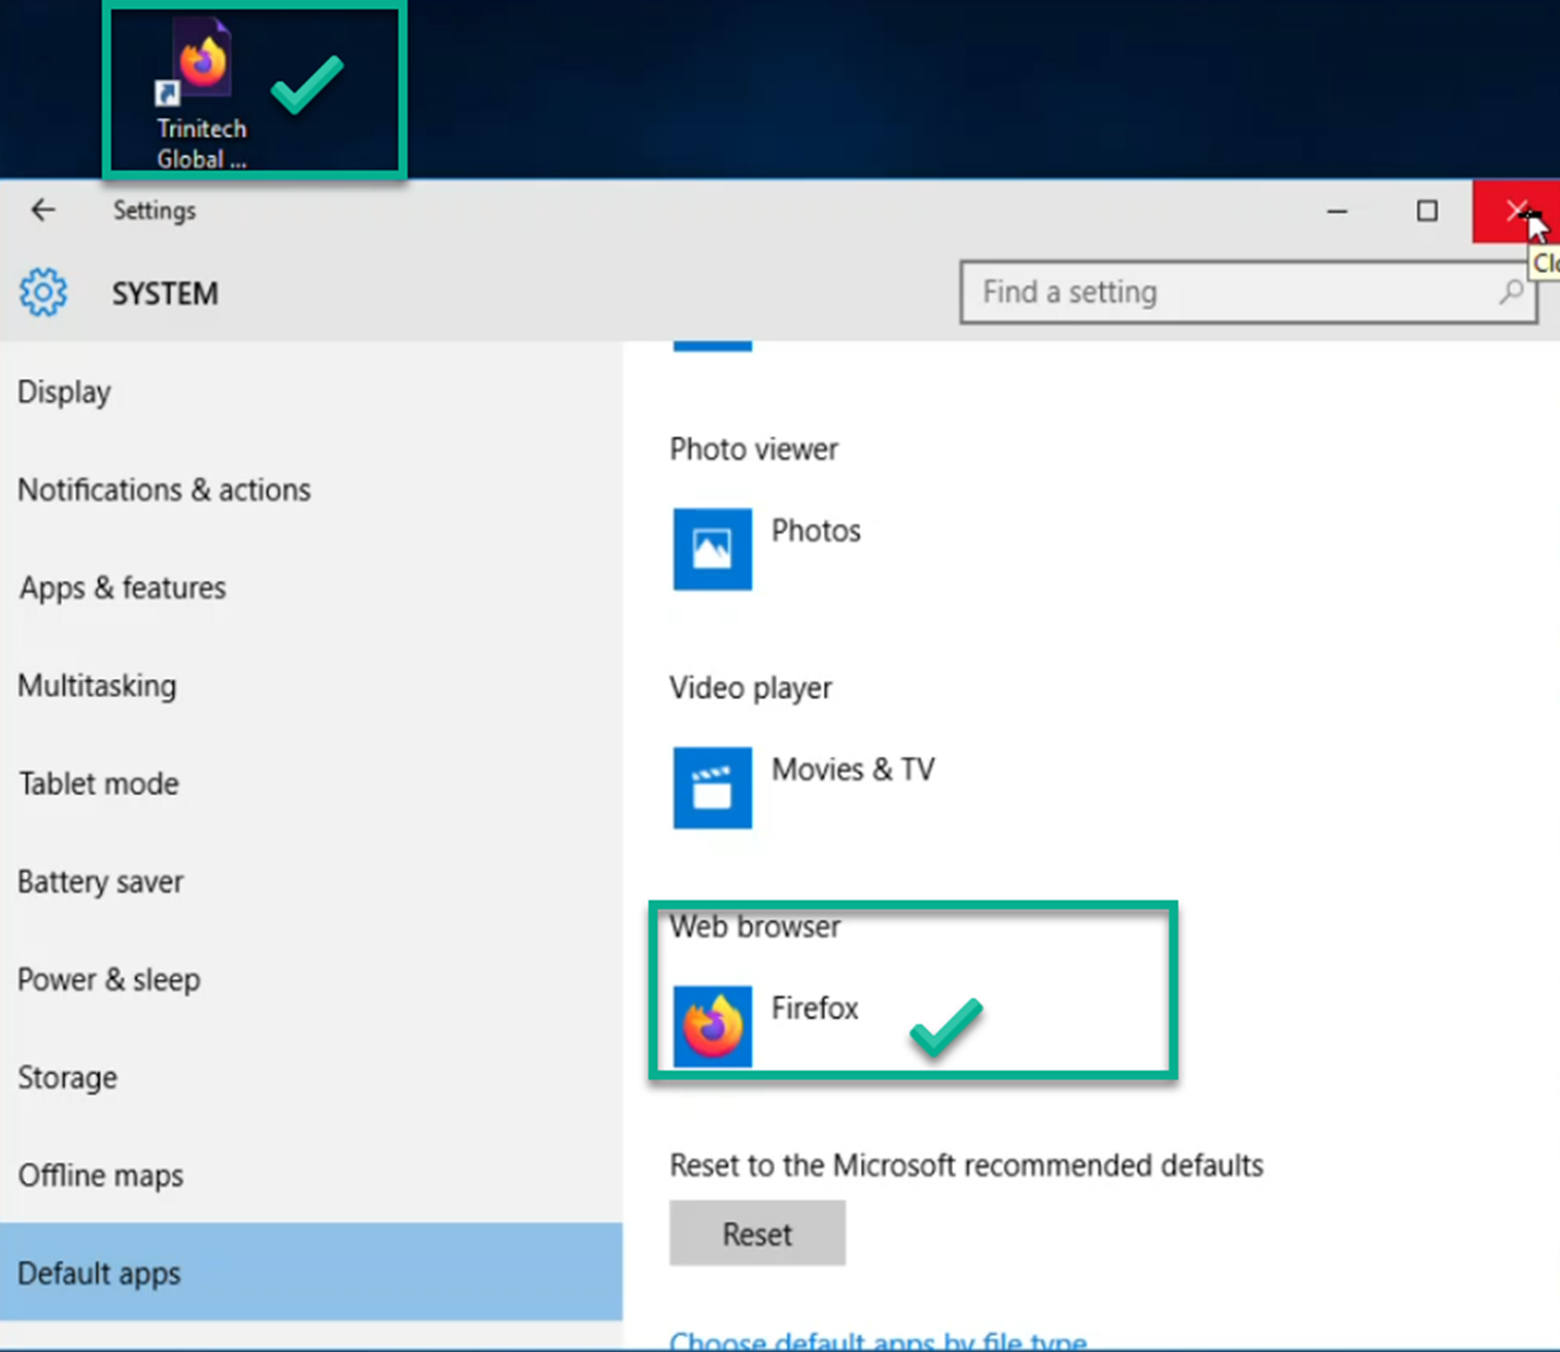 Trinitech
Global ...
Settings
SYSTEM
Find a setting
Display
Notifications & actions
Apps & features
Multitasking
Tablet mode
Battery saver
Power & sleep
Storage
Offline maps
Default apps
Photo viewer
Photos
Video player
Movies & TV
Web browser
Firefox
Reset to the Microsoft recommended defaults
Reset
Choose default apps by file type